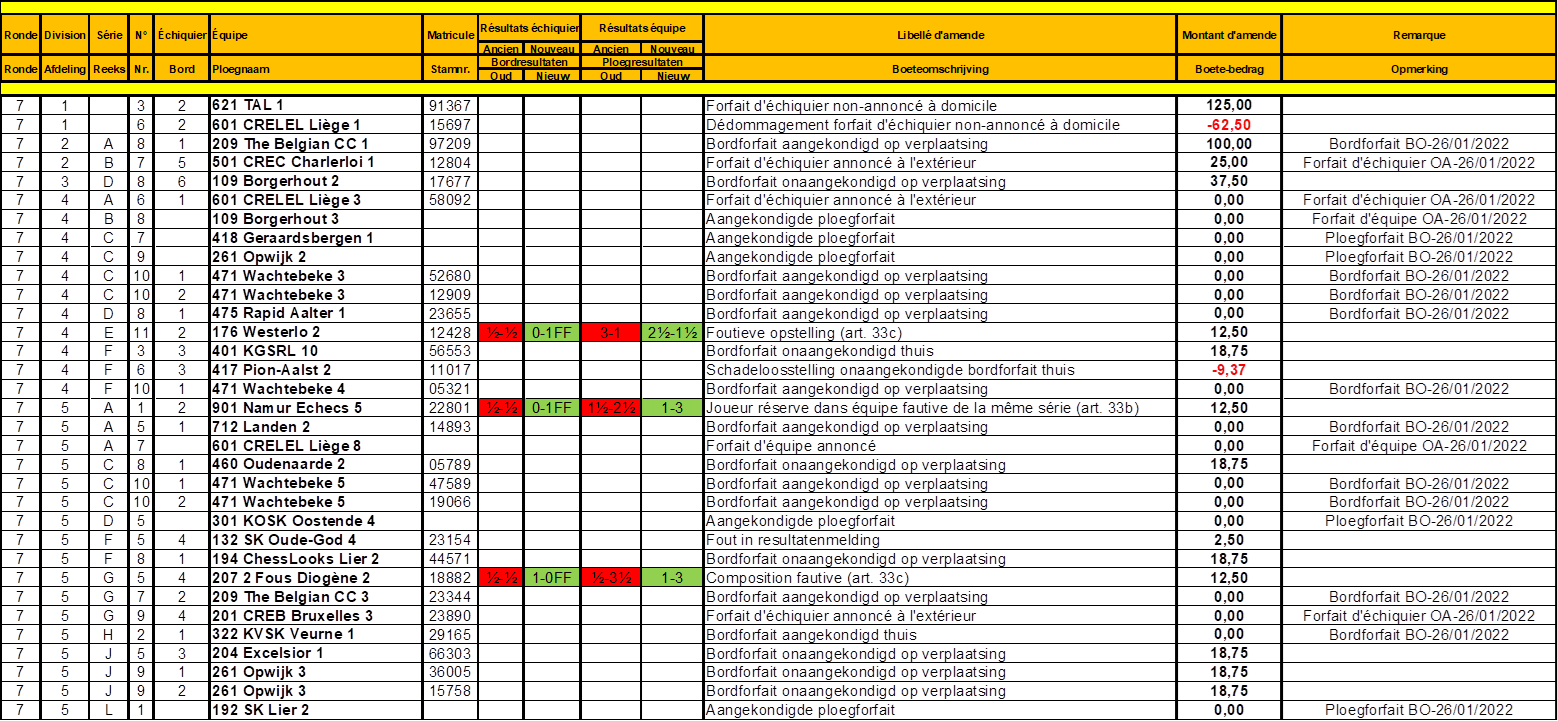 Ronde Division Série N° Échiquier Équipe Matricule Résultats échiquier Résultats équipe Libellé d'amende Montant d'amende Remarque
Ancien Nouveau Ancien Nouveau
Ronde Afdeling Reeks Nr. Bord Ploegnaam Stamnr. Bordresultaten Ploegresultaten Boeteomschrijving Boete-bedrag Opmerking
Oud Nieuw Oud Nieuw
7 1 3 2 621 TAL 1 91367 Forfait d'échiquier non-annoncé à domicile 125,00
7 1 6 2 601 CRELEL Liège 1 15697 Dédommagement forfait d'échiquier non-annoncé à domicile -62,50
7 2 A 8 1 209 The Belgian CC 1 97209 Bordforfait aangekondigd op verplaatsing 100,00 Bordforfait BO-26/01/2022
7 2 B 7 5 501 CREC Charlerloi 1 12804 Forfait d'échiquier annoncé à l'extérieur 25,00 Forfait d'échiquier OA-26/01/2022
7 3 D 8 6 109 Borgerhout 2 17677 Bordforfait onaangekondigd op verplaatsing 37,50
7 4 A 6 1 601 CRELEL Liège 3 58092 Forfait d'échiquier annoncé à l'extérieur 0,00 Forfait d'échiquier OA-26/01/2022
7 4 B 8 109 Borgerhout 3 Aangekondigde ploegforfait 0,00 Forfait d'équipe OA-26/01/2022
7 4 C 7 418 Geraardsbergen 1 Aangekondigde ploegforfait 0,00 Ploegforfait BO-26/01/2022
7 4 C 9 261 Opwijk 2 Aangekondigde ploegforfait 0,00 Ploegforfait BO-26/01/2022
7 4 C 10 1 471 Wachtebeke 3 52680 Bordforfait aangekondigd op verplaatsing 0,00 Bordforfait BO-26/01/2022
7 4 C 10 2 471 Wachtebeke 3 12909 Bordforfait aangekondigd op verplaatsing 0,00 Bordforfait BO-26/01/2022
7 4 D 8 1 475 Rapid Aalter 1 23655 Bordforfait aangekondigd op verplaatsing 0,00 Bordforfait BO-26/01/2022
7 4 E 11 2 176 Westerlo 2 12428 ½-½ 0-1FF 3-1 2½-1½ Foutieve opstelling (art. 33c) 12,50
7 4 F 3 3 401 KGSRL 10 56553 Bordforfait onaangekondigd thuis 18,75
7 4 F 6 3 417 Pion-Aalst 2 11017 Schadeloosstelling onaangekondigde bordforfait thuis -9,37
7 4 F 10 1 471 Wachtebeke 4 05321 Bordforfait aangekondigd op verplaatsing 0,00 Bordforfait BO-26/01/2022
7 5 A 1 2 901 Namur Echecs 5 22801 ½-½ 0-1FF 1½-2½ 1-3 Joueur réserve dans équipe fautive de la même série (art. 33b) 12,50
7 5 A 5 1 712 Landen 2 14893 Bordforfait aangekondigd op verplaatsing 0,00 Bordforfait BO-26/01/2022
7 5 A 7 601 CRELEL Liège 8 Forfait d'équipe annoncé 0,00 Forfait d'équipe OA-26/01/2022
7 5 C 8 1 460 Oudenaarde 2 05789 Bordforfait onaangekondigd op verplaatsing 18,75
7 5 C 10 1 471 Wachtebeke 5 47589 Bordforfait aangekondigd op verplaatsing 0,00 Bordforfait BO-26/01/2022
7 5 C 10 2 471 Wachtebeke 5 19066 Bordforfait aangekondigd op verplaatsing 0,00 Bordforfait BO-26/01/2022
7 5 D 5 301 KOSK Oostende 4 Aangekondigde ploegforfait 0,00 Ploegforfait BO-26/01/2022
7 5 F 5 4 132 SK Oude-God 4 23154 Fout in resultatenmelding 2,50
7 5 F 8 1 194 ChessLooks Lier 2 44571 Bordforfait onaangekondigd op verplaatsing 18,75
7 5 G 5 4 207 2 Fous Diogène 2 18882 ½-½ 1-0FF ½-3½ 1-3 Composition fautive (art. 33c) 12,50
7 5 G 7 2 209 The Belgian CC 3 23344 Bordforfait aangekondigd op verplaatsing 0,00 Bordforfait BO-26/01/2022
7 5 G 9 4 201 CREB Bruxelles 3 23890 Forfait d'échiquier annoncé à l'extérieur 0,00 Forfait d'échiquier OA-26/01/2022
7 5 H 2 1 322 KVSK Veurne 1 29165 Bordforfait aangekondigd thuis 0,00 Bordforfait BO-26/01/2022
7 5 J 5 3 204 Excelsior 1 66303 Bordforfait onaangekondigd op verplaatsing 18,75
7 5 J 9 1 261 Opwijk 3 36005 Bordforfait onaangekondigd op verplaatsing 18,75
7 5 J 9 2 261 Opwijk 3 15758 Bordforfait onaangekondigd op verplaatsing 18,75
7 5 L 1 192 SK Lier 2 Aangekondigde ploegforfait 0,00 Ploegforfait BO-26/01/2022